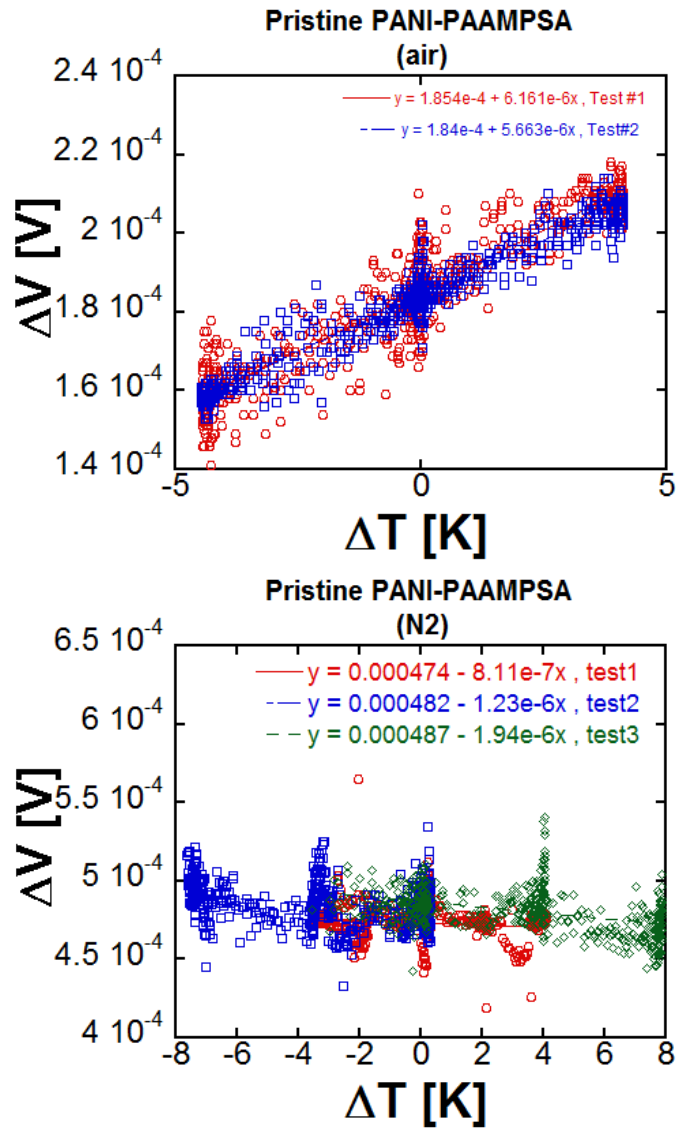 Pristine PANI-PAAMPSA
(air)
2.4 10-4
y = 1.854e-4 + 6.161e-6x , Test #1
y = 1.84e-4 + 5.663e-6x , Test#2
2.2 10-4
2 10-4
1.8 10-4
1.6 10-4
1.4 10-4
ΔV [V]
-5 0 5
ΔT [K]
Pristine PANI-PAAMPSA
(N2)
6.5 10-4
y = 0.000474 - 8.11e-7x , test1
y = 0.000482 - 1.23e-6x , test2
y = 0.000487 - 1.94e-6x , test3
6 10-4
5.5 10-4
5 10-4
4.5 10-4
4 10-4
ΔV [V]
-8 -6 -4 -2 0 2 4 6 8
ΔT [K]